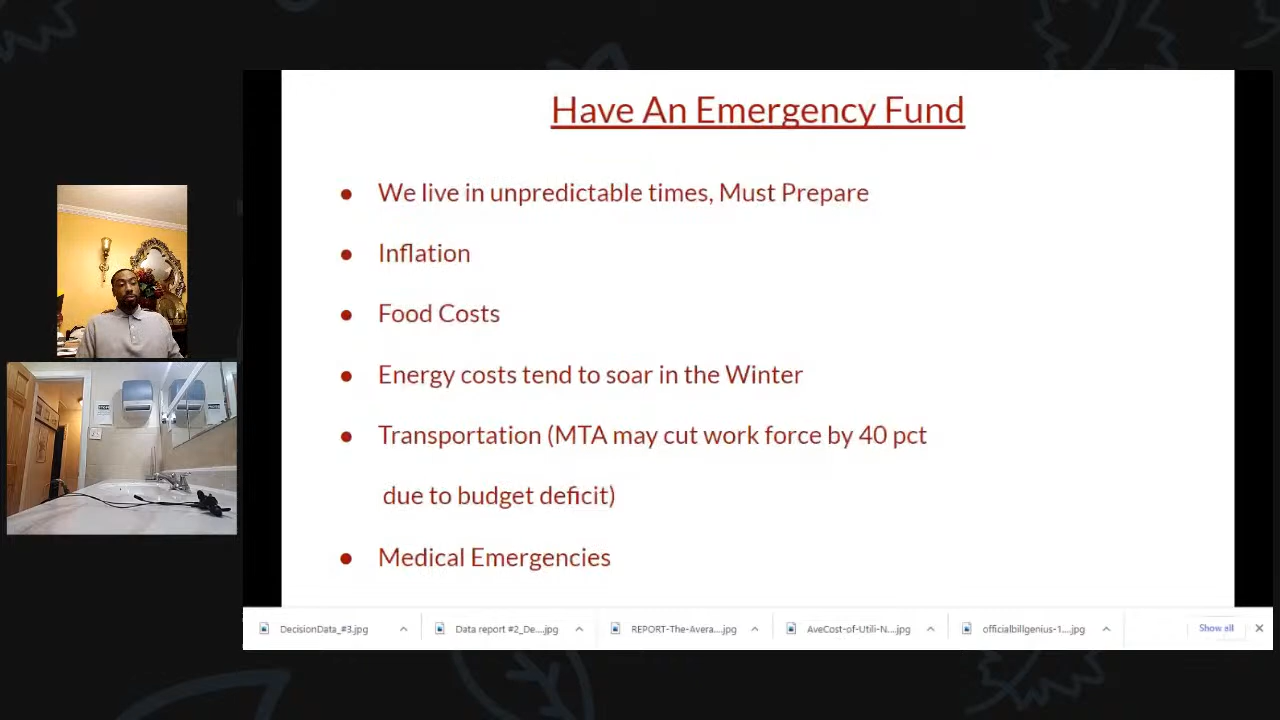 Have An Emergency Fund
● We live in unpredictable times, Must Prepare
● Inflation
● Food Costs
● Energy costs tend to soar in the Winter
● Transportation (MTA may cut work force by 40 pct
due to budget deficit)
● Medical Emergencies
DecisionData_#3.jpg
Data report #2_De....jpg
REPORT-The-Avera....jpg
AveCost-of-Utili-N....jpg
officialbillgenius-1....jpg
Show all